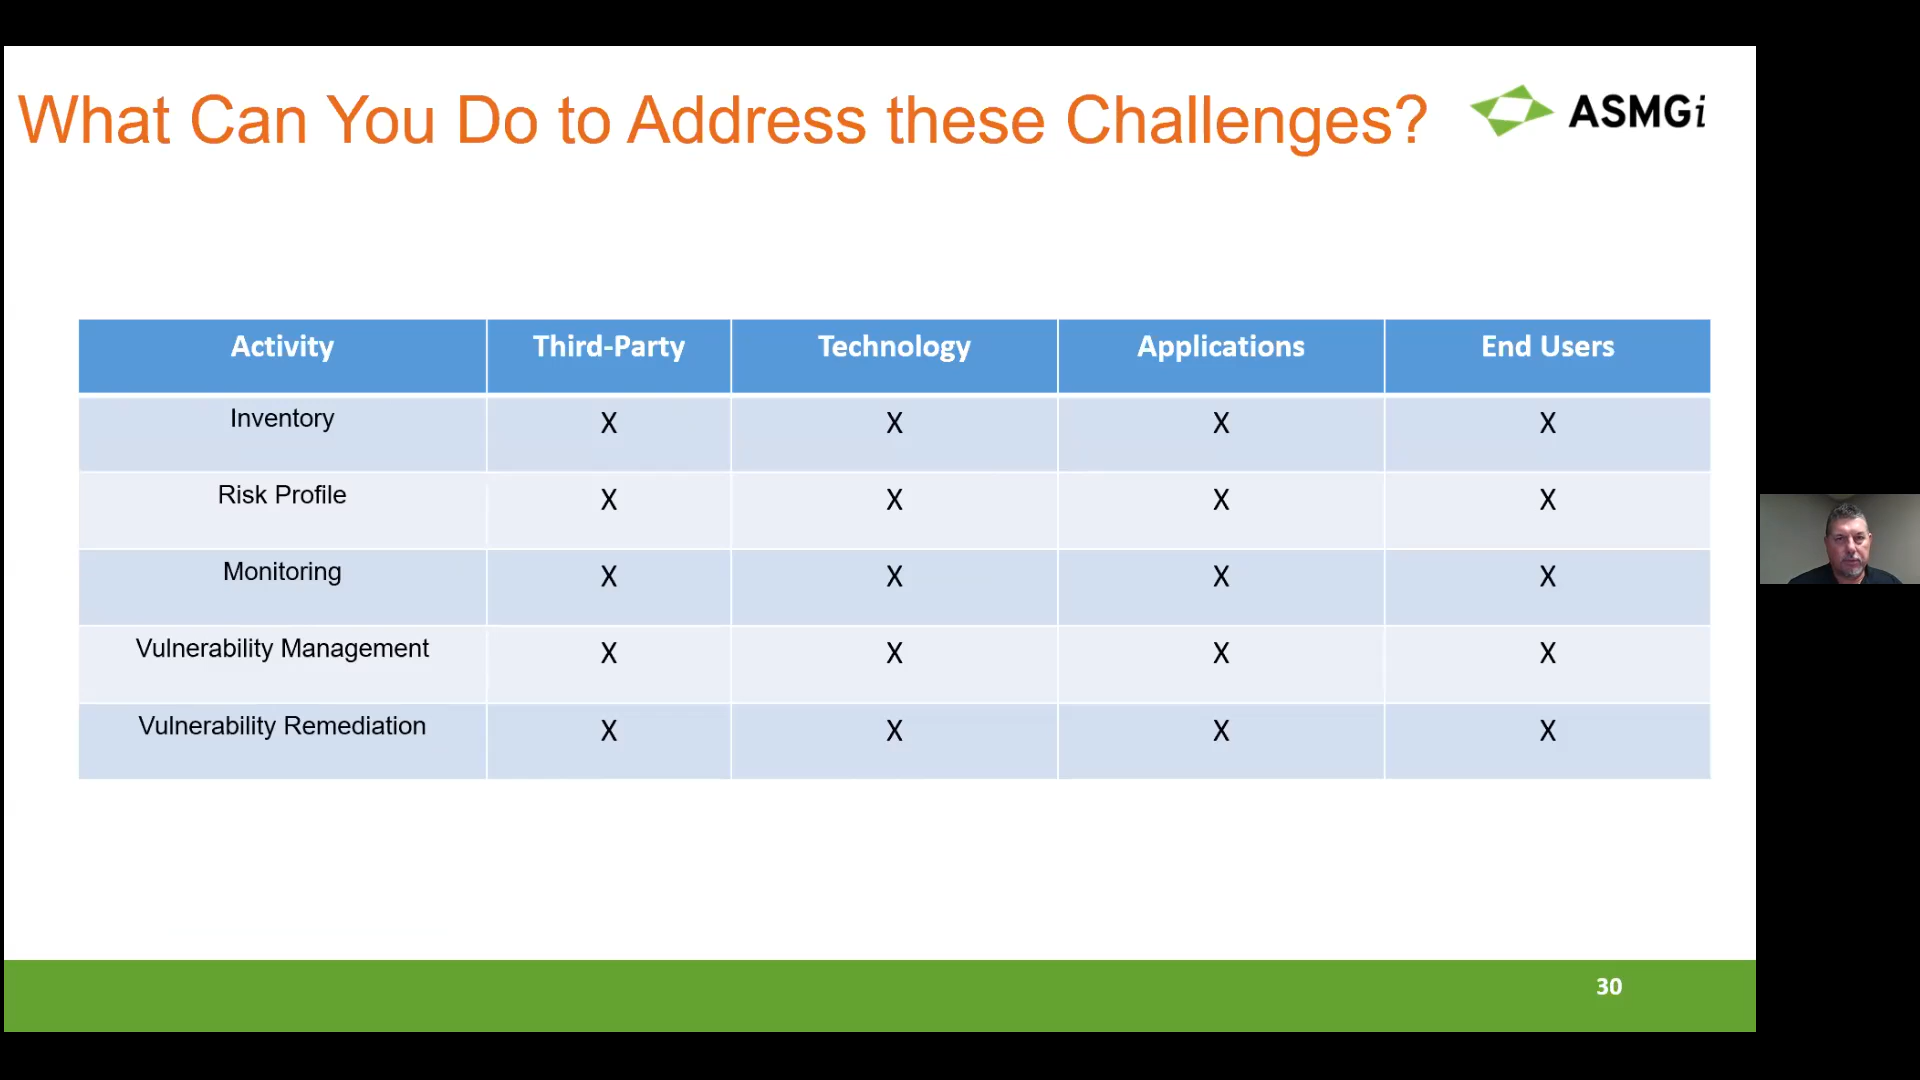 What Can You Do to Address these Challenges?
ASMGi
Activity Third-Party Technology Applications End Users
Inventory X X X X
Risk Profile X X X X
Monitoring X X X X
Vulnerability Management X X X X
Vulnerability Remediation X X X X
30